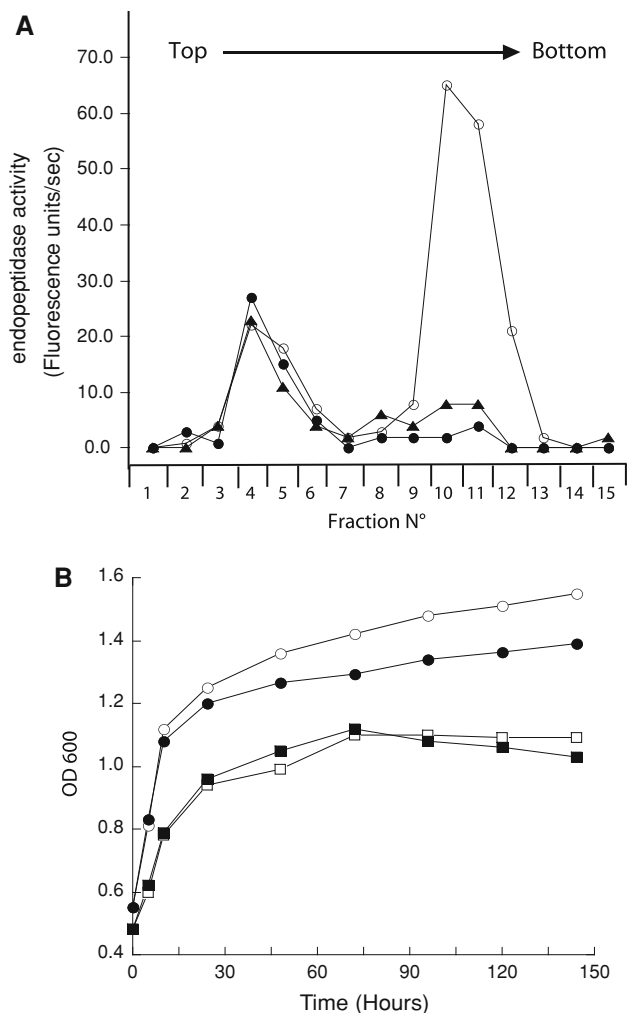 A
Top
Bottom
70.0
60.0
50.0
40.0
30.0
20.0
10.0
0.0
endopeptidase activity
(Fluorescence units/sec)
1 2 3 4 5 6 7 8 9 10 11 12 13 14 15
Fraction N°
B
1.6
1.4
1.2
1.0
0.8
0.6
0.4
OD 600
0 30 60 90 120 150
Time (Hours)